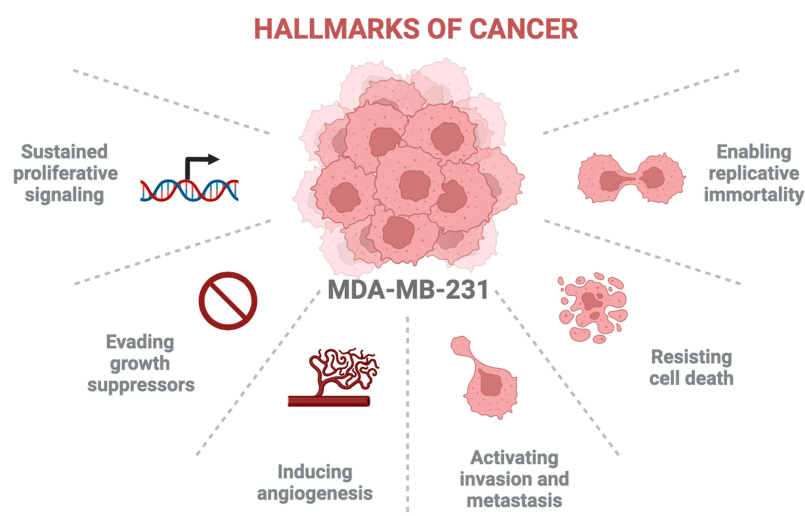 HALLMARKS OF CANCER
Sustained
proliferative
signaling
Enabling
replicative
immortality
MDA-MB-231
Evading
growth
suppressors
Resisting
cell death
Inducing
angiogenesis
Activating
invasion and
metastasis